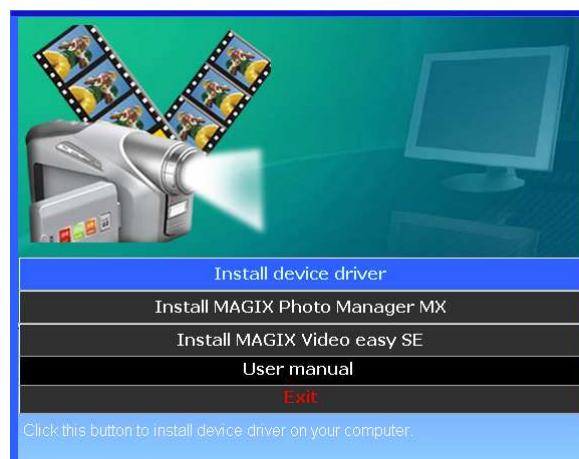 Install device driver
Install MAGIX Photo Manager MX
Install MAGIX Video easy SE
User manual
Exit
Click this button to install device driver on your computer.